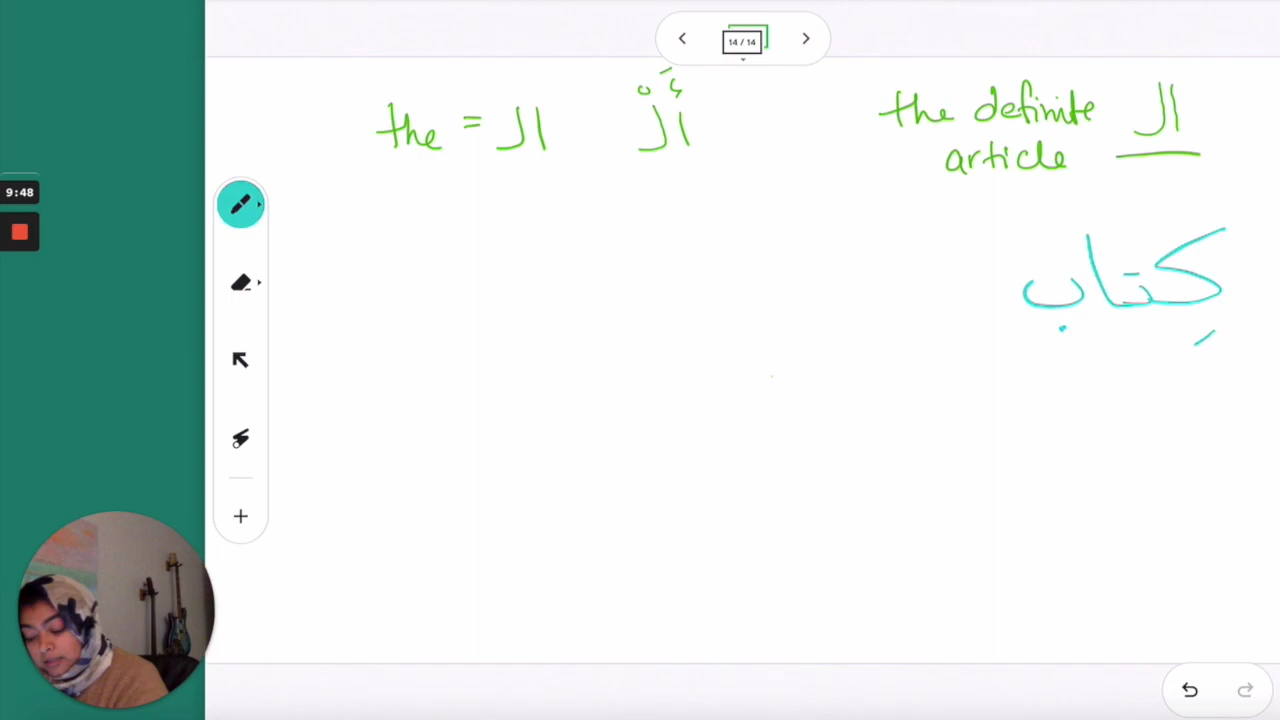 14 / 14
the = ال أَلْ the definite ال
article
9:48
كِتاب